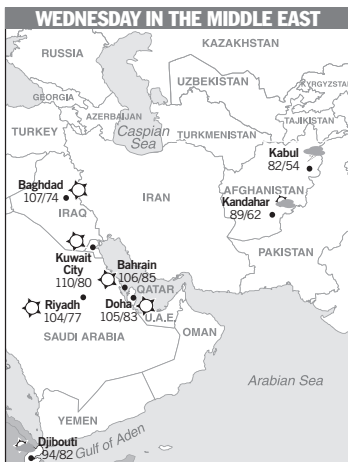 WEDNESDAY IN THE MIDDLE EAST
KAZAKHSTAN
RUSSIA
UZBEKISTAN
KYRGYZSTAN
GEORGIA
TAJIKISTAN
AZERBAIJAN
TURKEY
Caspian
Sea
TURKMENISTAN
Kabul
82/54
Baghdad
107/74
IRAQ
IRAN
AFGHANISTAN
Kandahar
89/62
PAKISTAN
Kuwait
City
110/80
Bahrain
106/85
QATAR
Riyadh
104/77
Doha
105/83
U.A.E.
SAUDI ARABIA
OMAN
Arabian Sea
YEMEN
Djibouti
94/82
Gulf of Aden